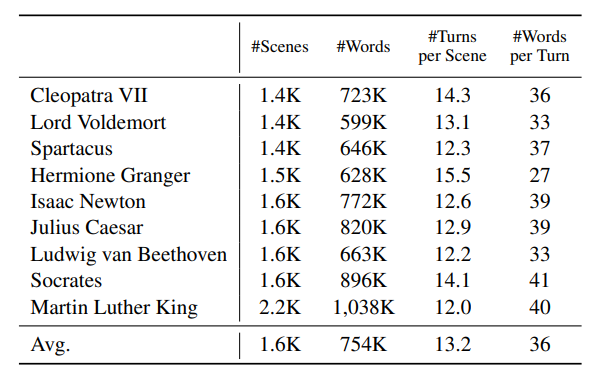 #Scenes #Words #Turns per Scene #Words per Turn
Cleopatra VII 1.4K 723K 14.3 36
Lord Voldemort 1.4K 599K 13.1 33
Spartacus 1.4K 646K 12.3 37
Hermione Granger 1.5K 628K 15.5 27
Isaac Newton 1.6K 772K 12.6 39
Julius Caesar 1.6K 820K 12.9 39
Ludwig van Beethoven 1.6K 663K 12.2 33
Socrates 1.6K 896K 14.1 41
Martin Luther King 2.2K 1,038K 12.0 40
Avg. 1.6K 754K 13.2 36